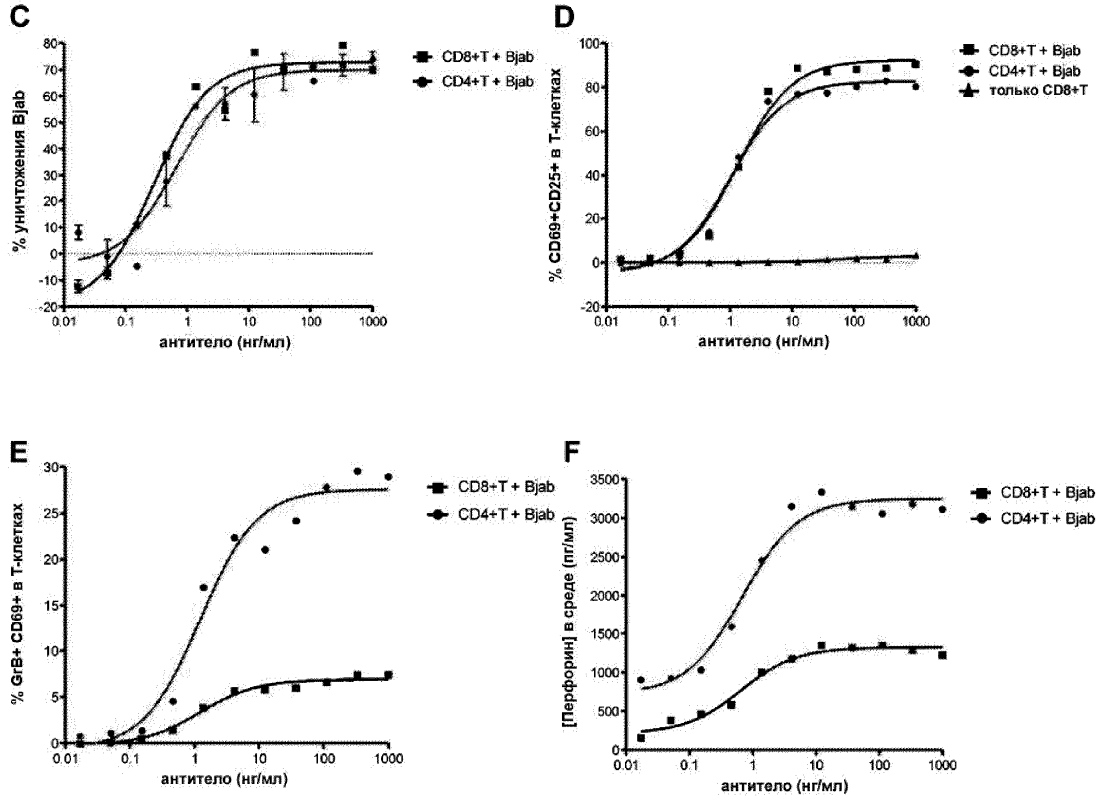 C
% уничтожения Bjab
80
70
60
50
40
30
20
10
0
-10
-20
0.01 0.1 1 10 100 1000
антитело (нг/мл)
CD8+T + Bjab
CD4+T + Bjab
D
% CD69+CD25+ в Т-клетках
100
80
60
40
20
0
-20
0.01 0.1 1 10 100 1000
антитело (нг/мл)
CD8+T + Bjab
CD4+T + Bjab
только CD8+T
E
% GrB+ CD69+ в Т-клетках
30
25
20
15
10
5
0
0.01 0.1 1 10 100 1000
антитело (нг/мл)
CD8+T + Bjab
CD4+T + Bjab
F
[Перфорин] в среде (пг/мл)
3500
3000
2500
2000
1500
1000
500
0
0.01 0.1 1 10 100 1000
антитело (нг/мл)
CD8+T + Bjab
CD4+T + Bjab